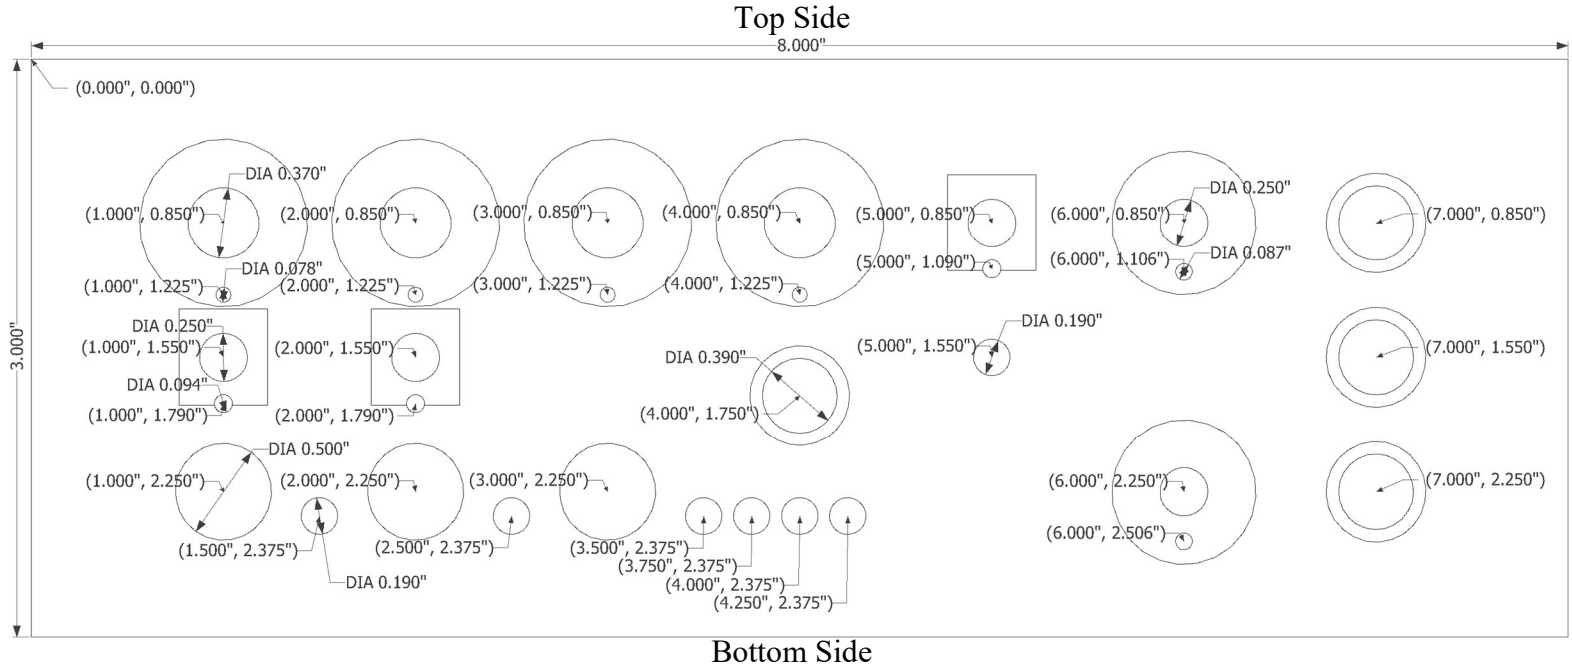 Top Side
8.000"
(0.000", 0.000")
3.000"
DIA 0.370"
DIA 0.250"
(1.000", 0.850")
(2.000", 0.850")
(3.000", 0.850")
(4.000", 0.850")
(5.000", 0.850")
(6.000", 0.850")
(7.000", 0.850")
DIA 0.078"
DIA 0.087"
(5.000", 1.090")
(6.000", 1.106")
(1.000", 1.225")
(2.000", 1.225")
(3.000", 1.225")
(4.000", 1.225")
DIA 0.250"
DIA 0.190"
(1.000", 1.550")
(2.000", 1.550")
DIA 0.390"
(5.000", 1.550")
(7.000", 1.550")
DIA 0.094"
(1.000", 1.790")
(2.000", 1.790")
(4.000", 1.750")
DIA 0.500"
(1.000", 2.250")
(2.000", 2.250")
(3.000", 2.250")
(6.000", 2.250")
(7.000", 2.250")
(1.500", 2.375")
(2.500", 2.375")
(3.500", 2.375")
(6.000", 2.506")
(3.750", 2.375")
DIA 0.190"
(4.000", 2.375")
(4.250", 2.375")
Bottom Side